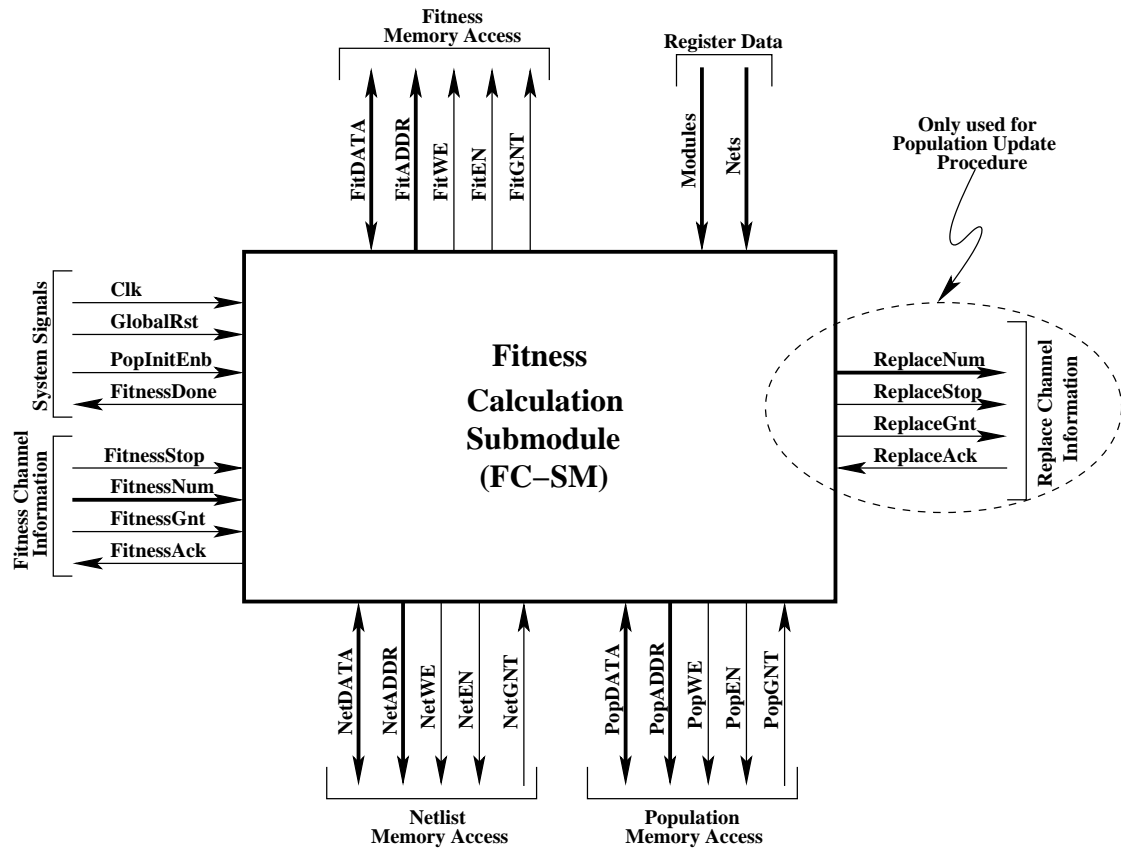 Fitness
Memory Access
Register Data
FitDATA
FitADDR
FitWE
FitEN
FitGNT
Modules
Nets
Only used for
Population Update
Procedure
System Signals
Clk
GlobalRst
PopInitEnb
FitnessDone
Fitness Channel
Information
FitnessStop
FitnessNum
FitnessGnt
FitnessAck
Fitness
Calculation
Submodule
(FC−SM)
ReplaceNum
ReplaceStop
ReplaceGnt
ReplaceAck
Replace Channel
Information
NetDATA
NetADDR
NetWE
NetEN
NetGNT
PopDATA
PopADDR
PopWE
PopEN
PopGNT
Netlist
Memory Access
Population
Memory Access